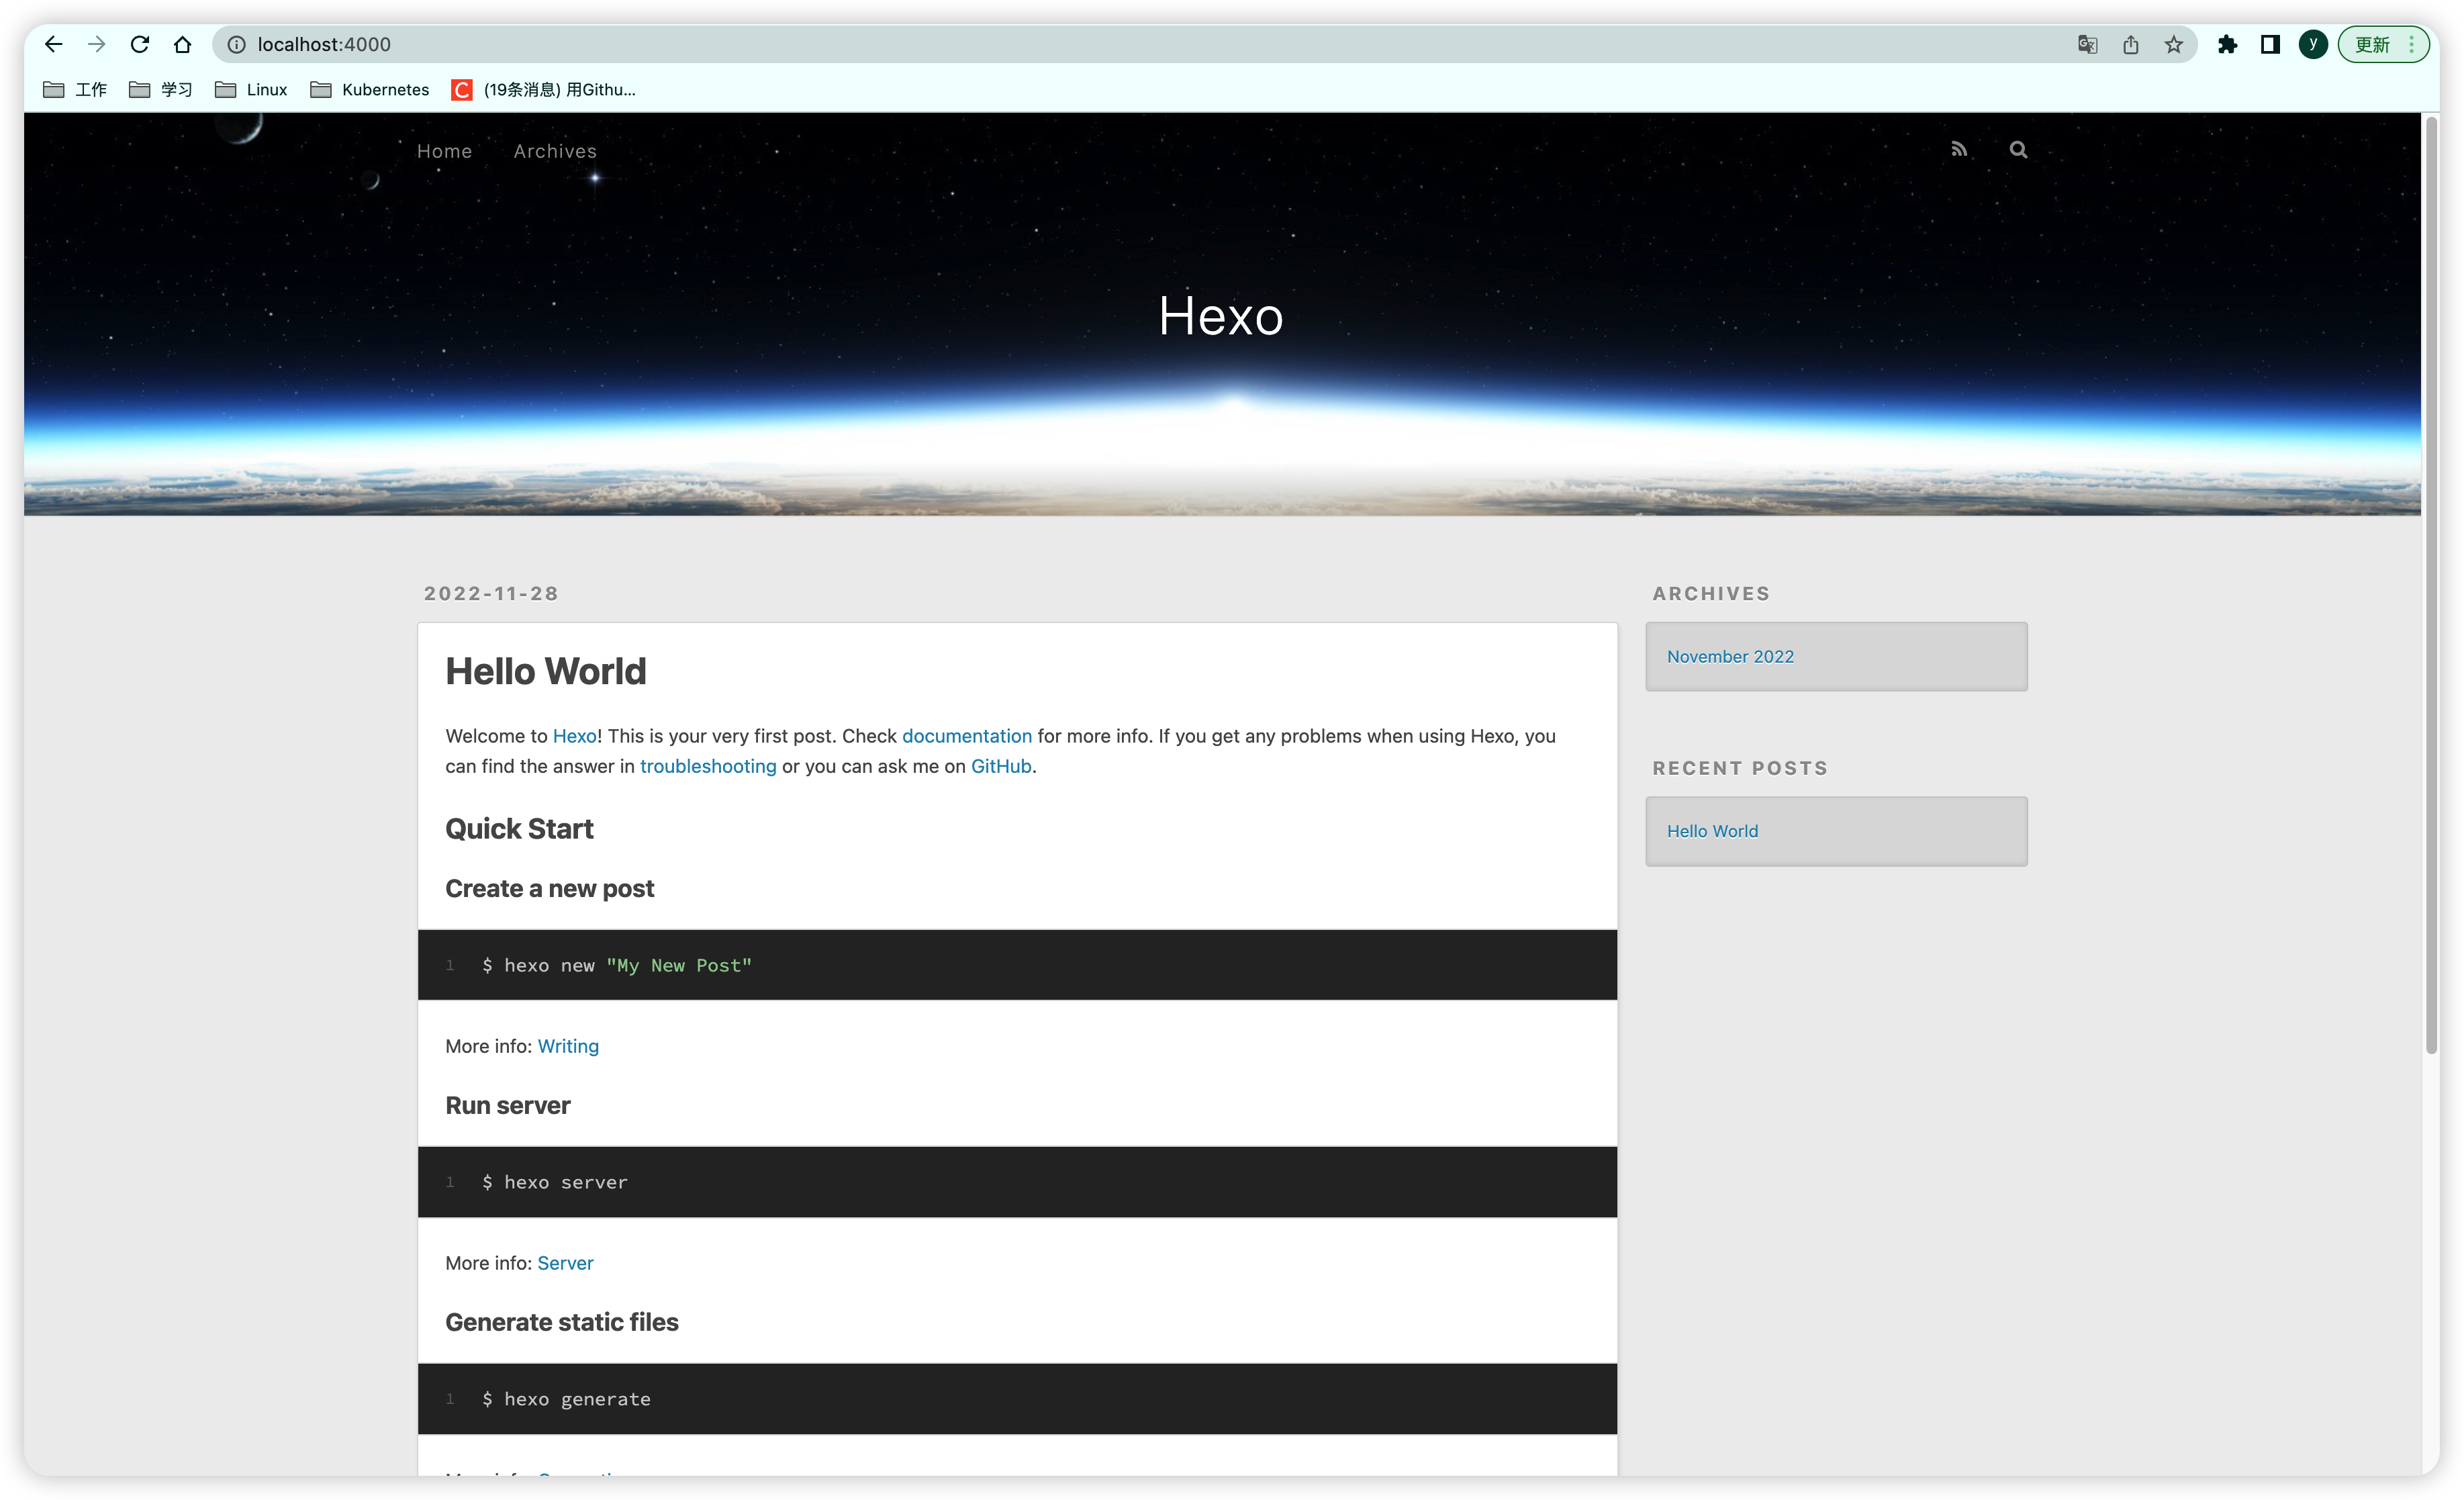 localhost:4000
y
更新
工作
学习
Linux
Kubernetes
(19条消息) 用Githu...
Home
Archives
Hexo
2022-11-28
Hello World
Welcome to Hexo! This is your very first post. Check documentation for more info. If you get any problems when using Hexo, you
can find the answer in troubleshooting or you can ask me on GitHub.
Quick Start
Create a new post
1 $ hexo new "My New Post"
More info: Writing
Run server
1 $ hexo server
More info: Server
Generate static files
1 $ hexo generate
ARCHIVES
November 2022
RECENT POSTS
Hello World